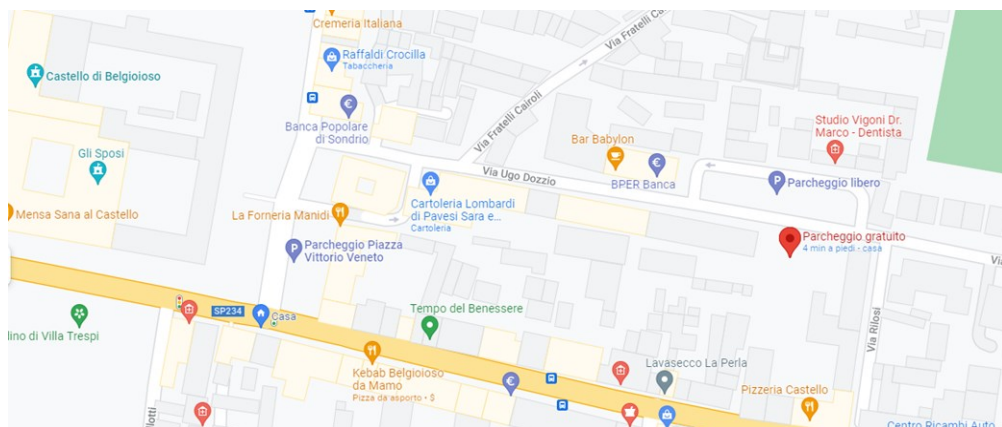 Cremeria Italiana
Raffaldi Crocilla
Tabaccheria
Via Fratelli Cairoli
Castello di Belgioioso
Banca Popolare
di Sondrio
Via Fratelli Cairoli
Studio Vigoni Dr.
Marco - Dentista
Bar Babylon
Gli Sposi
Via Ugo Dozzio
BPER Banca
Parcheggio libero
Cartoleria Lombardi
di Pavesi Sara e...
Cartoleria
Mensa Sana al Castello
La Forneria Manidi
Parcheggio gratuito
4 min a piedi - casa
Parcheggio Piazza
Vittorio Veneto
Via
Tempo del Benessere
SP234
Casa
lino di Villa Trespi
Via Rilosi
Kebab Belgioioso
da Mamo
Pizza da asporto • $
Lavasecco La Perla
Pizzeria Castello
Centro Ricambi Auto